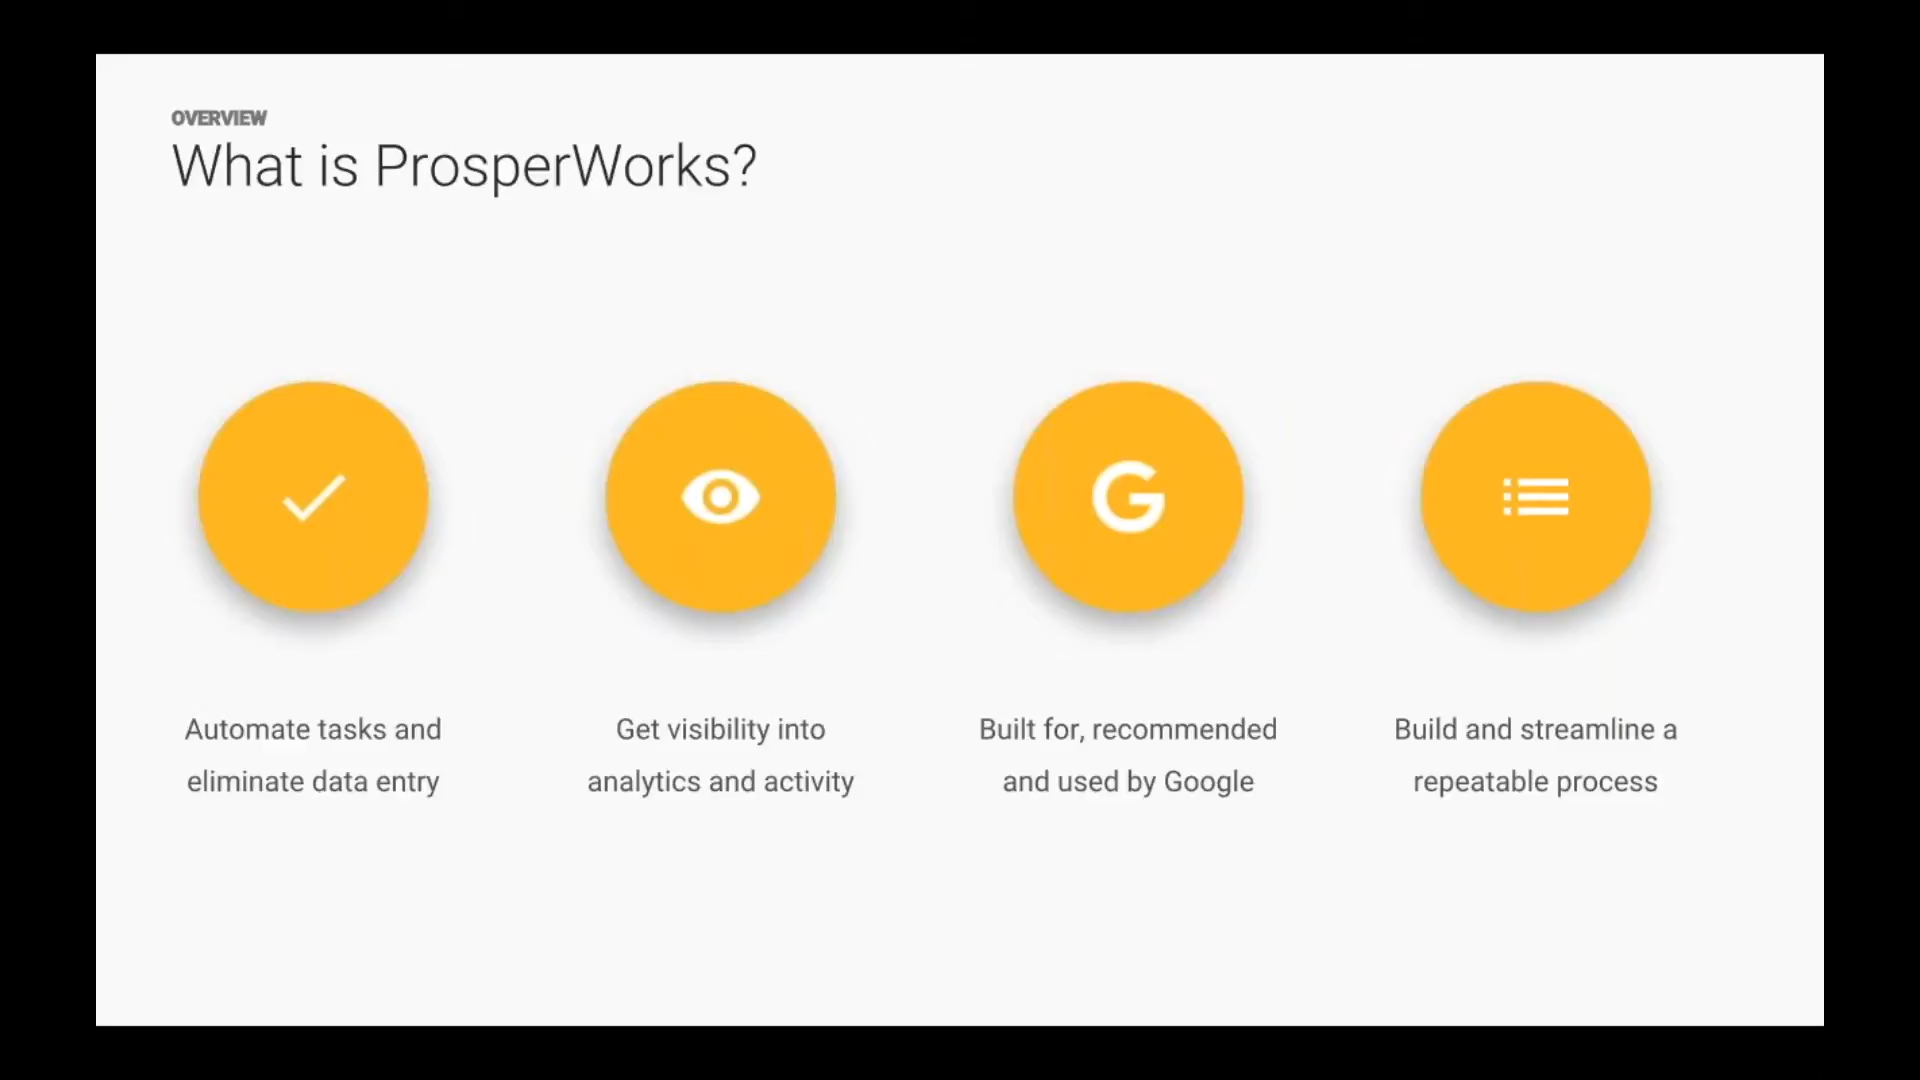 OVERVIEW
What is ProsperWorks?
G
Automate tasks and
eliminate data entry
Get visibility into
analytics and activity
Built for, recommended
and used by Google
Build and streamline a
repeatable process